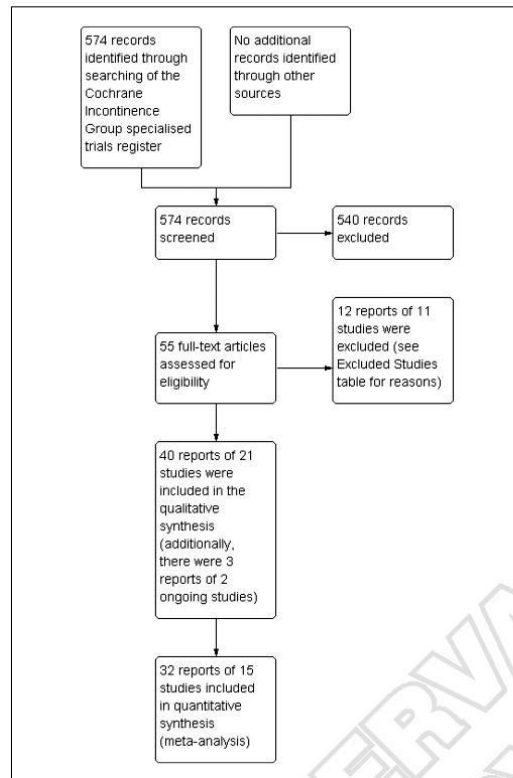 574 records
identified through
searching of the
Cochrane
Incontinence
Group specialised
trials register
No additional
records identified
through other
sources
574 records
screened
540 records
excluded
55 full-text articles
assessed for
eligibility
12 reports of 11
studies were
excluded (see
Excluded Studies
table for reasons)
40 reports of 21
studies were
included in the
qualitative
synthesis
(additionally,
there were 3
reports of 2
ongoing studies)
32 reports of 15
studies included
in quantitative
synthesis
(meta-analysis)